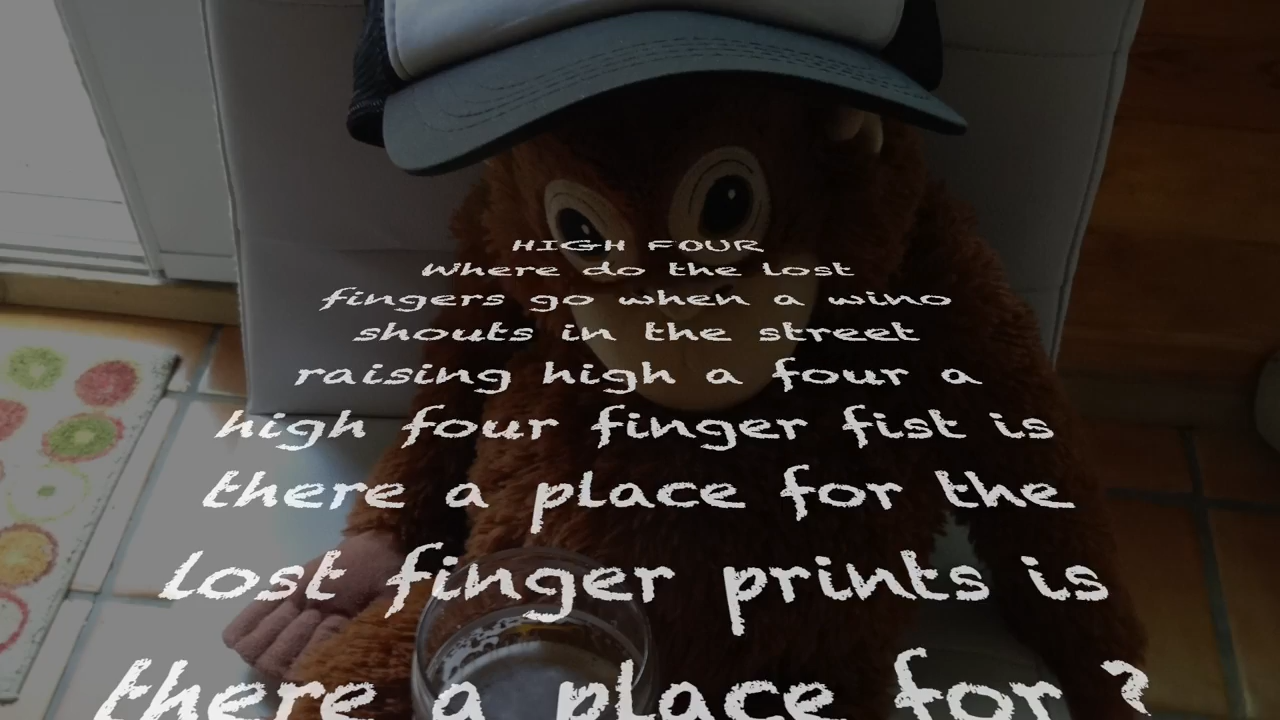 HIGH FOUR
Where do the lost
fingers go when a wino
shouts in the street
raising high a four a
high four finger fist is
there a place for the
lost finger prints is
there a place for ?